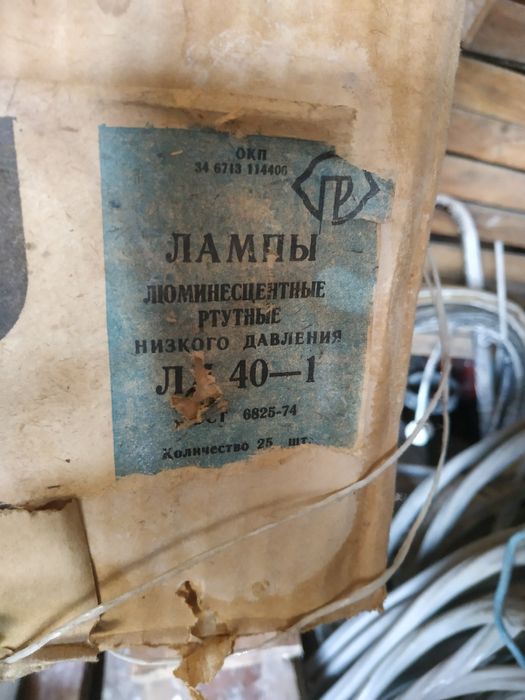 ОКП
34 6713 114400
ЛАМПЫ
ЛЮМИНЕСЦЕНТНЫЕ
РТУТНЫЕ
НИЗКОГО ДАВЛЕНИЯ
40—1
6825-74
Количество 25 шт.